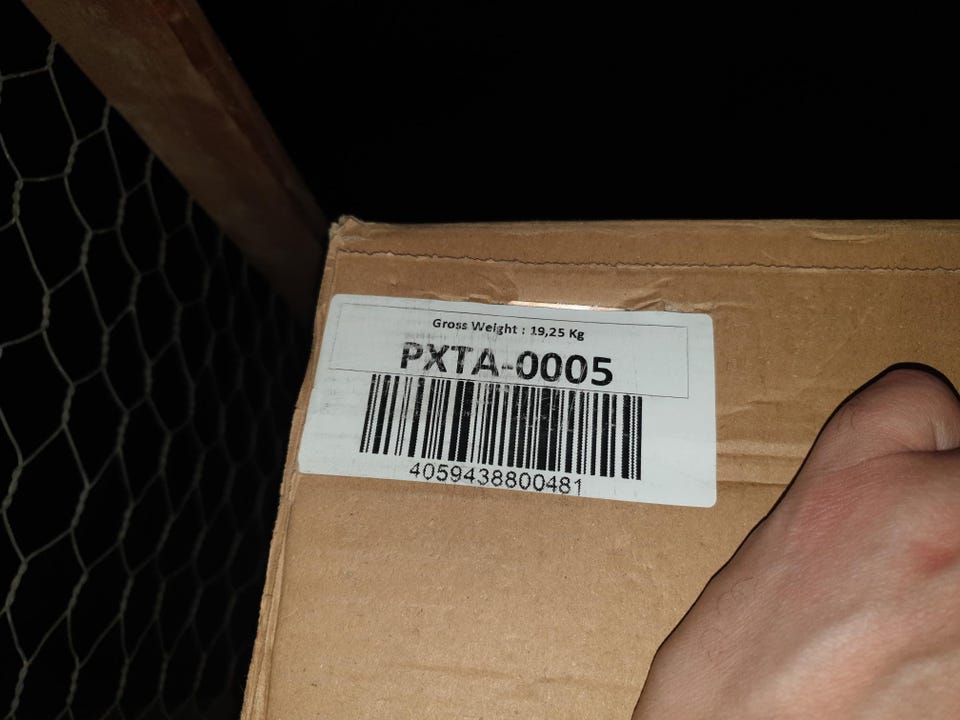 Gross Weight : 19,25 Kg
PXTA-0005
4059438800481